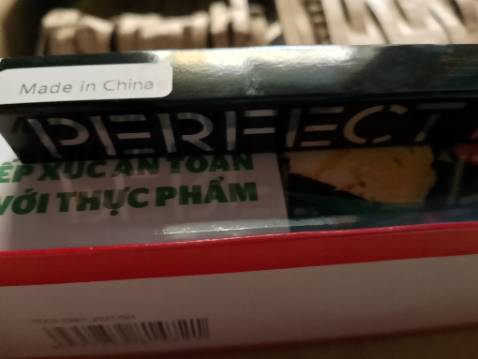 Made in China
PERFECT
ẾP XÚC AN TOÀN
VỚI THỰC PHẨM